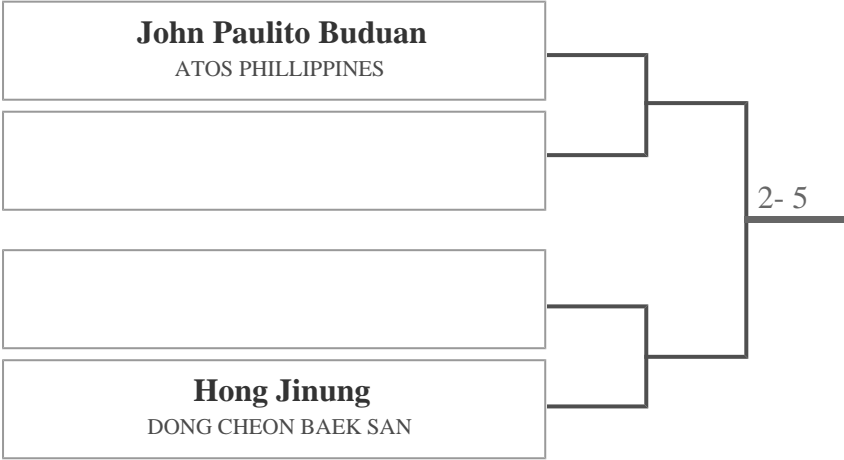 John Paulito Buduan
ATOS PHILLIPPINES
2- 5
Hong Jinung
DONG CHEON BAEK SAN